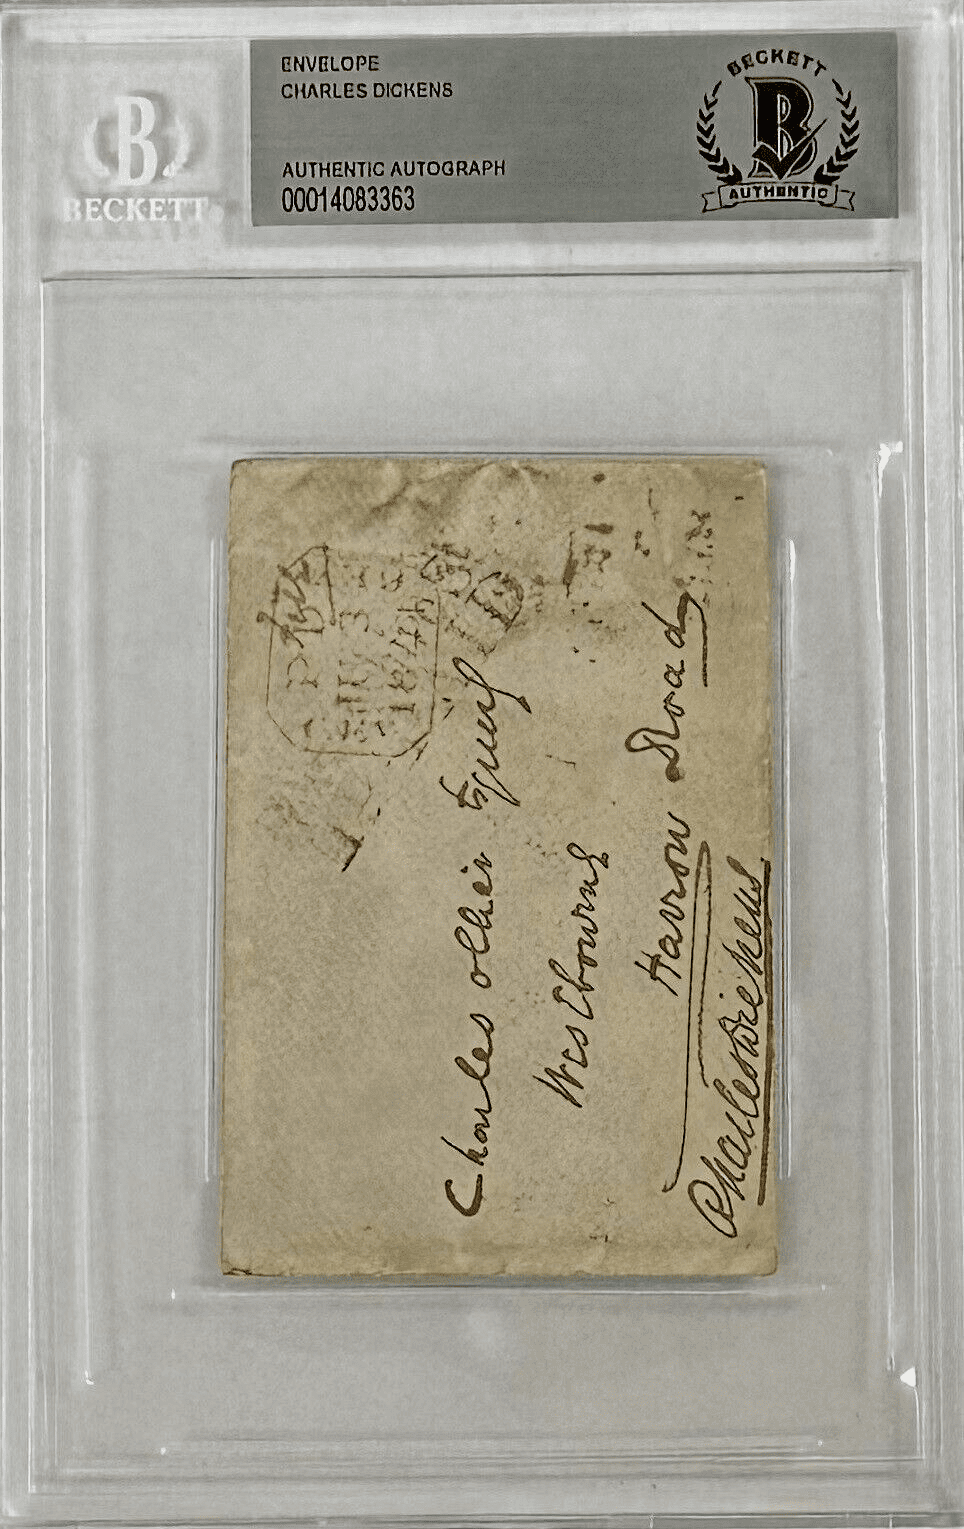 B
BECKETT
ENVELOPE
CHARLES DICKENS
AUTHENTIC AUTOGRAPH
00014083363
BECKETT
B
AUTHENTIC
Charles Ollier Esquire
Westbourne
Harrow Road
Charles Dickens